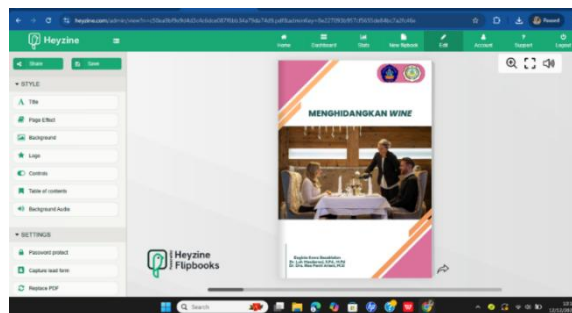 Heyzine
Home
Dashboard
Stats
New Flipbook
Edit
Account
Support
Logout
Share
Save
STYLE
Title
Page Effect
Background
Logo
Controls
Table of contents
Background Audio
SETTINGS
Password protect
Capture lead form
Replace PDF
MENGHIDANGKAN WINE
Heyzine
Flipbooks
Search
Paused